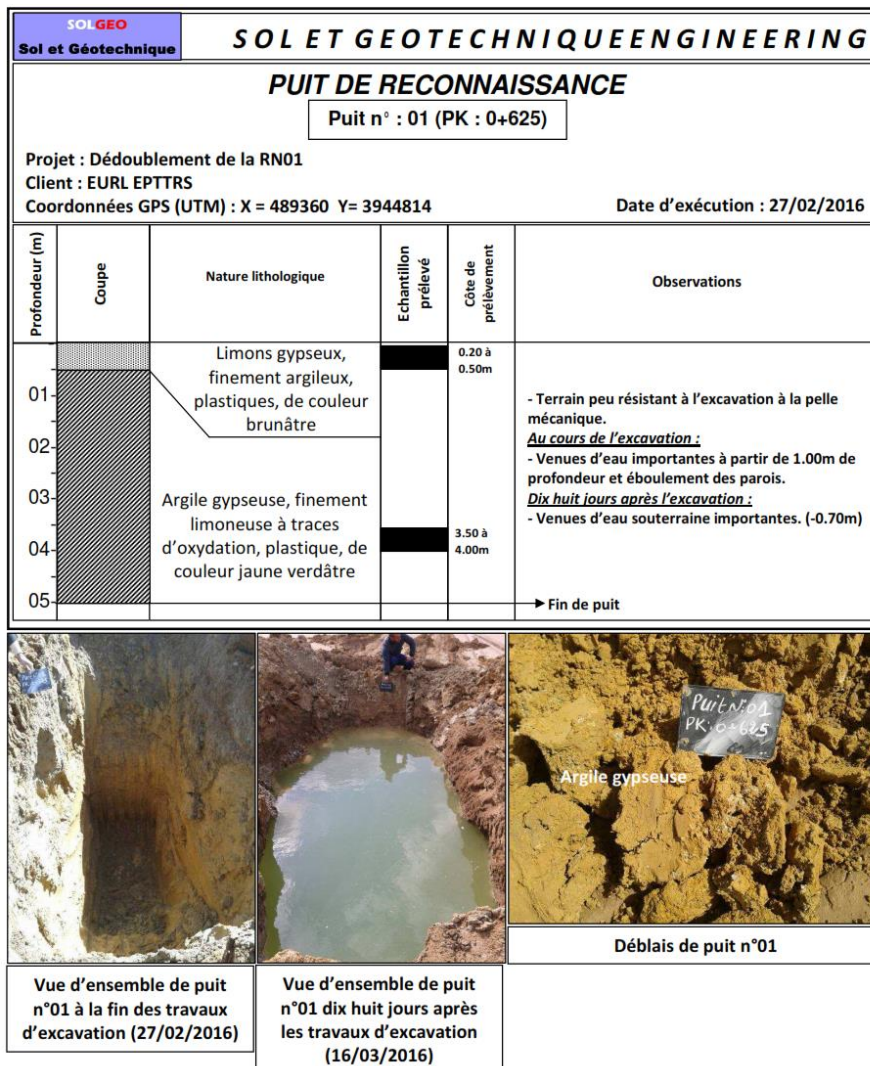 SOLGEO
Sol et Géotechnique
SOL ET GEOTECHNIQUEENGINEERING
PUIT DE RECONNAISSANCE
Puit n° : 01 (PK : 0+625)
Projet : Dédoublement de la RN01
Client : EURL EPTTRS
Coordonnées GPS (UTM) : X = 489360 Y= 3944814
Date d'exécution : 27/02/2016
Profondeur (m)
Coupe
Nature lithologique
Echantillon
prélevé
Côte de
prélèvement
Observations
Limons gypseux,
finement argileux,
plastiques, de couleur
brunâtre
0.20 à
0.50m
01
02
03
04
05
Argile gypseuse, finement
limoneuse à traces
d'oxydation, plastique, de
couleur jaune verdâtre
3.50 à
4.00m
- Terrain peu résistant à l'excavation à la pelle
mécanique.
Au cours de l'excavation :
- Venues d'eau importantes à partir de 1.00m de
profondeur et éboulement des parois.
Dix huit jours après l'excavation :
- Venues d'eau souterraine importantes. (-0.70m)
Fin de puit
Puit N:01
PK: 0+625
Argile gypseuse
Vue d'ensemble de puit
n°01 à la fin des travaux
d'excavation (27/02/2016)
Vue d'ensemble de puit
n°01 dix huit jours après
les travaux d'excavation
(16/03/2016)
Déblais de puit n°01